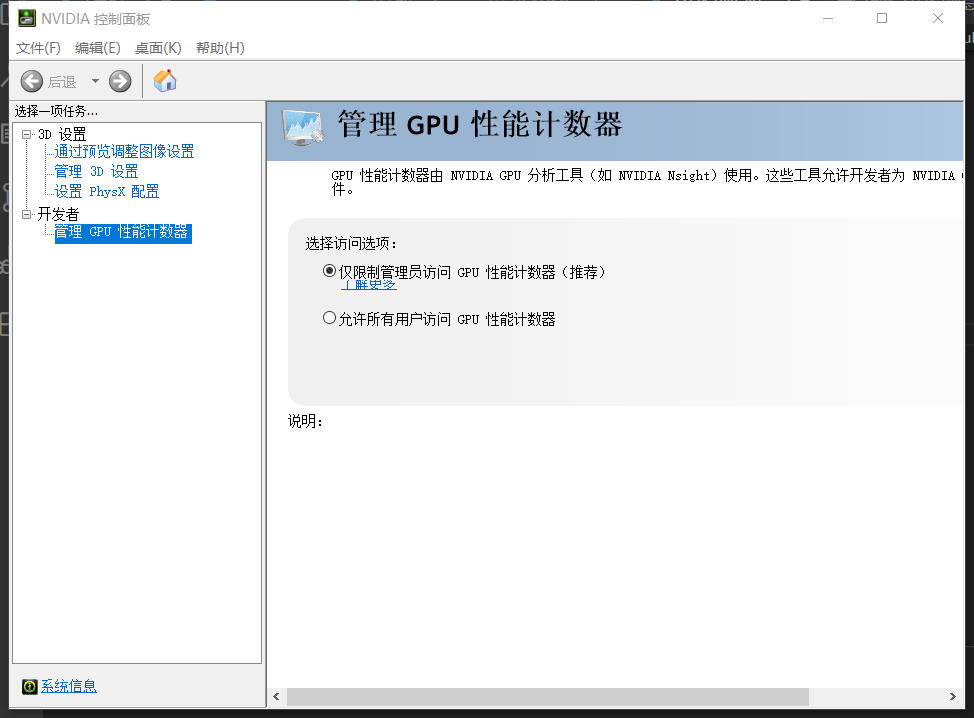 NVIDIA 控制面板
文件(F) 编辑(E) 桌面(K) 帮助(H)
后退
选择一项任务...
3D 设置
通过预览调整图像设置
管理 3D 设置
设置 PhysX 配置
开发者
管理 GPU 性能计数器
系统信息
管理 GPU 性能计数器
GPU 性能计数器由 NVIDIA GPU 分析工具（如 NVIDIA Nsight）使用。这些工具允许开发者为 NVIDIA
件。
选择访问选项：
仅限制管理员访问 GPU 性能计数器（推荐）
了解更多
允许所有用户访问 GPU 性能计数器
说明：